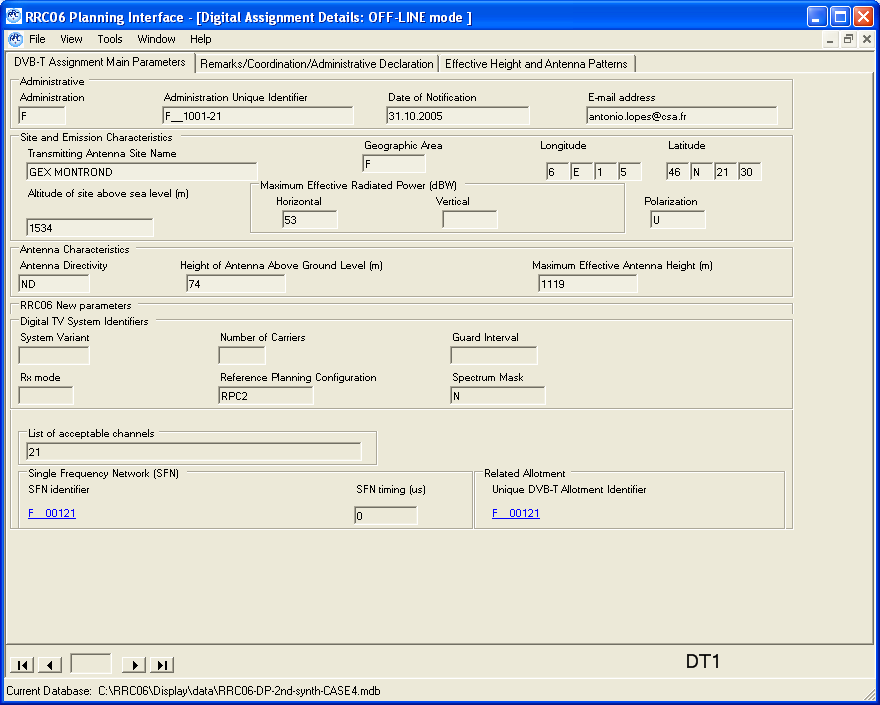 RRC06 Planning Interface - [Digital Assignment Details: OFF-LINE mode ]
File View Tools Window Help
DVB-T Assignment Main Parameters Remarks/Coordination/Administrative Declaration Effective Height and Antenna Patterns
Administrative
Administration Administration Unique Identifier Date of Notification E-mail address
F F__1001-21 31.10.2005 antonio.lopes@csa.fr
Site and Emission Characteristics
Transmitting Antenna Site Name Geographic Area Longitude Latitude
GEX MONTROND F 6 E 1 5 46 N 21 30
Altitude of site above sea level (m) Maximum Effective Radiated Power (dBW)
Horizontal Vertical Polarization
1534 53 U
Antenna Characteristics
Antenna Directivity Height of Antenna Above Ground Level (m) Maximum Effective Antenna Height (m)
ND 74 1119
RRC06 New parameters
Digital TV System Identifiers
System Variant Number of Carriers Guard Interval
Rx mode Reference Planning Configuration Spectrum Mask
RPC2 N
List of acceptable channels
21
Single Frequency Network (SFN) Related Allotment
SFN identifier SFN timing (us) Unique DVB-T Allotment Identifier
F__00121 0 F__00121
DT1
Current Database: C:\RRC06\Display\data\RRC06-DP-2nd-synth-CASE4.mdb